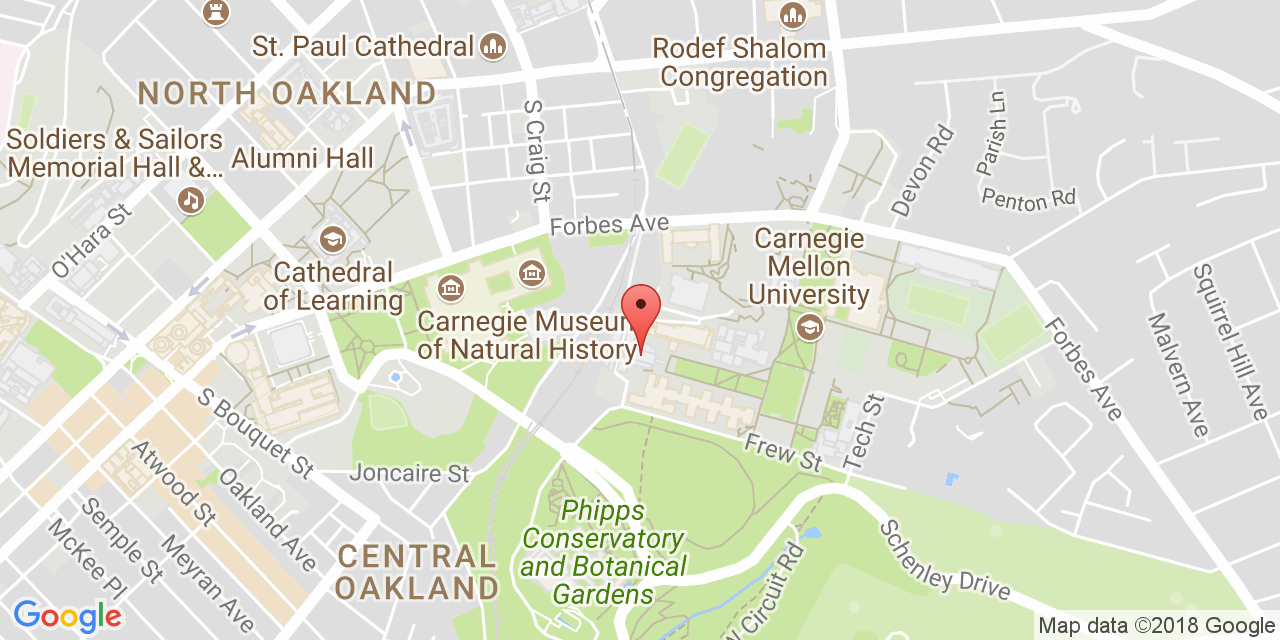 St. Paul Cathedral
Rodef Shalom
Congregation
NORTH OAKLAND
S Craig St
Parish Ln
Devon Rd
Soldiers & Sailors
Memorial Hall &...
Alumni Hall
Penton Rd
O'Hara St
Forbes Ave
Cathedral
of Learning
Carnegie
Mellon
University
Squirrel Hill Ave
Malvern Ave
Forbes Ave
Carnegie Museum
of Natural History
S Bouquet St
Tech St
Frew St
Joncaire St
Atwood St
Oakland Ave
Semple St
McKee Pl
Meyran Ave
Phipps
Conservatory
and Botanical
Gardens
CENTRAL
OAKLAND
W Circuit Rd
Schenley Drive
Google
Map data ©2018 Google